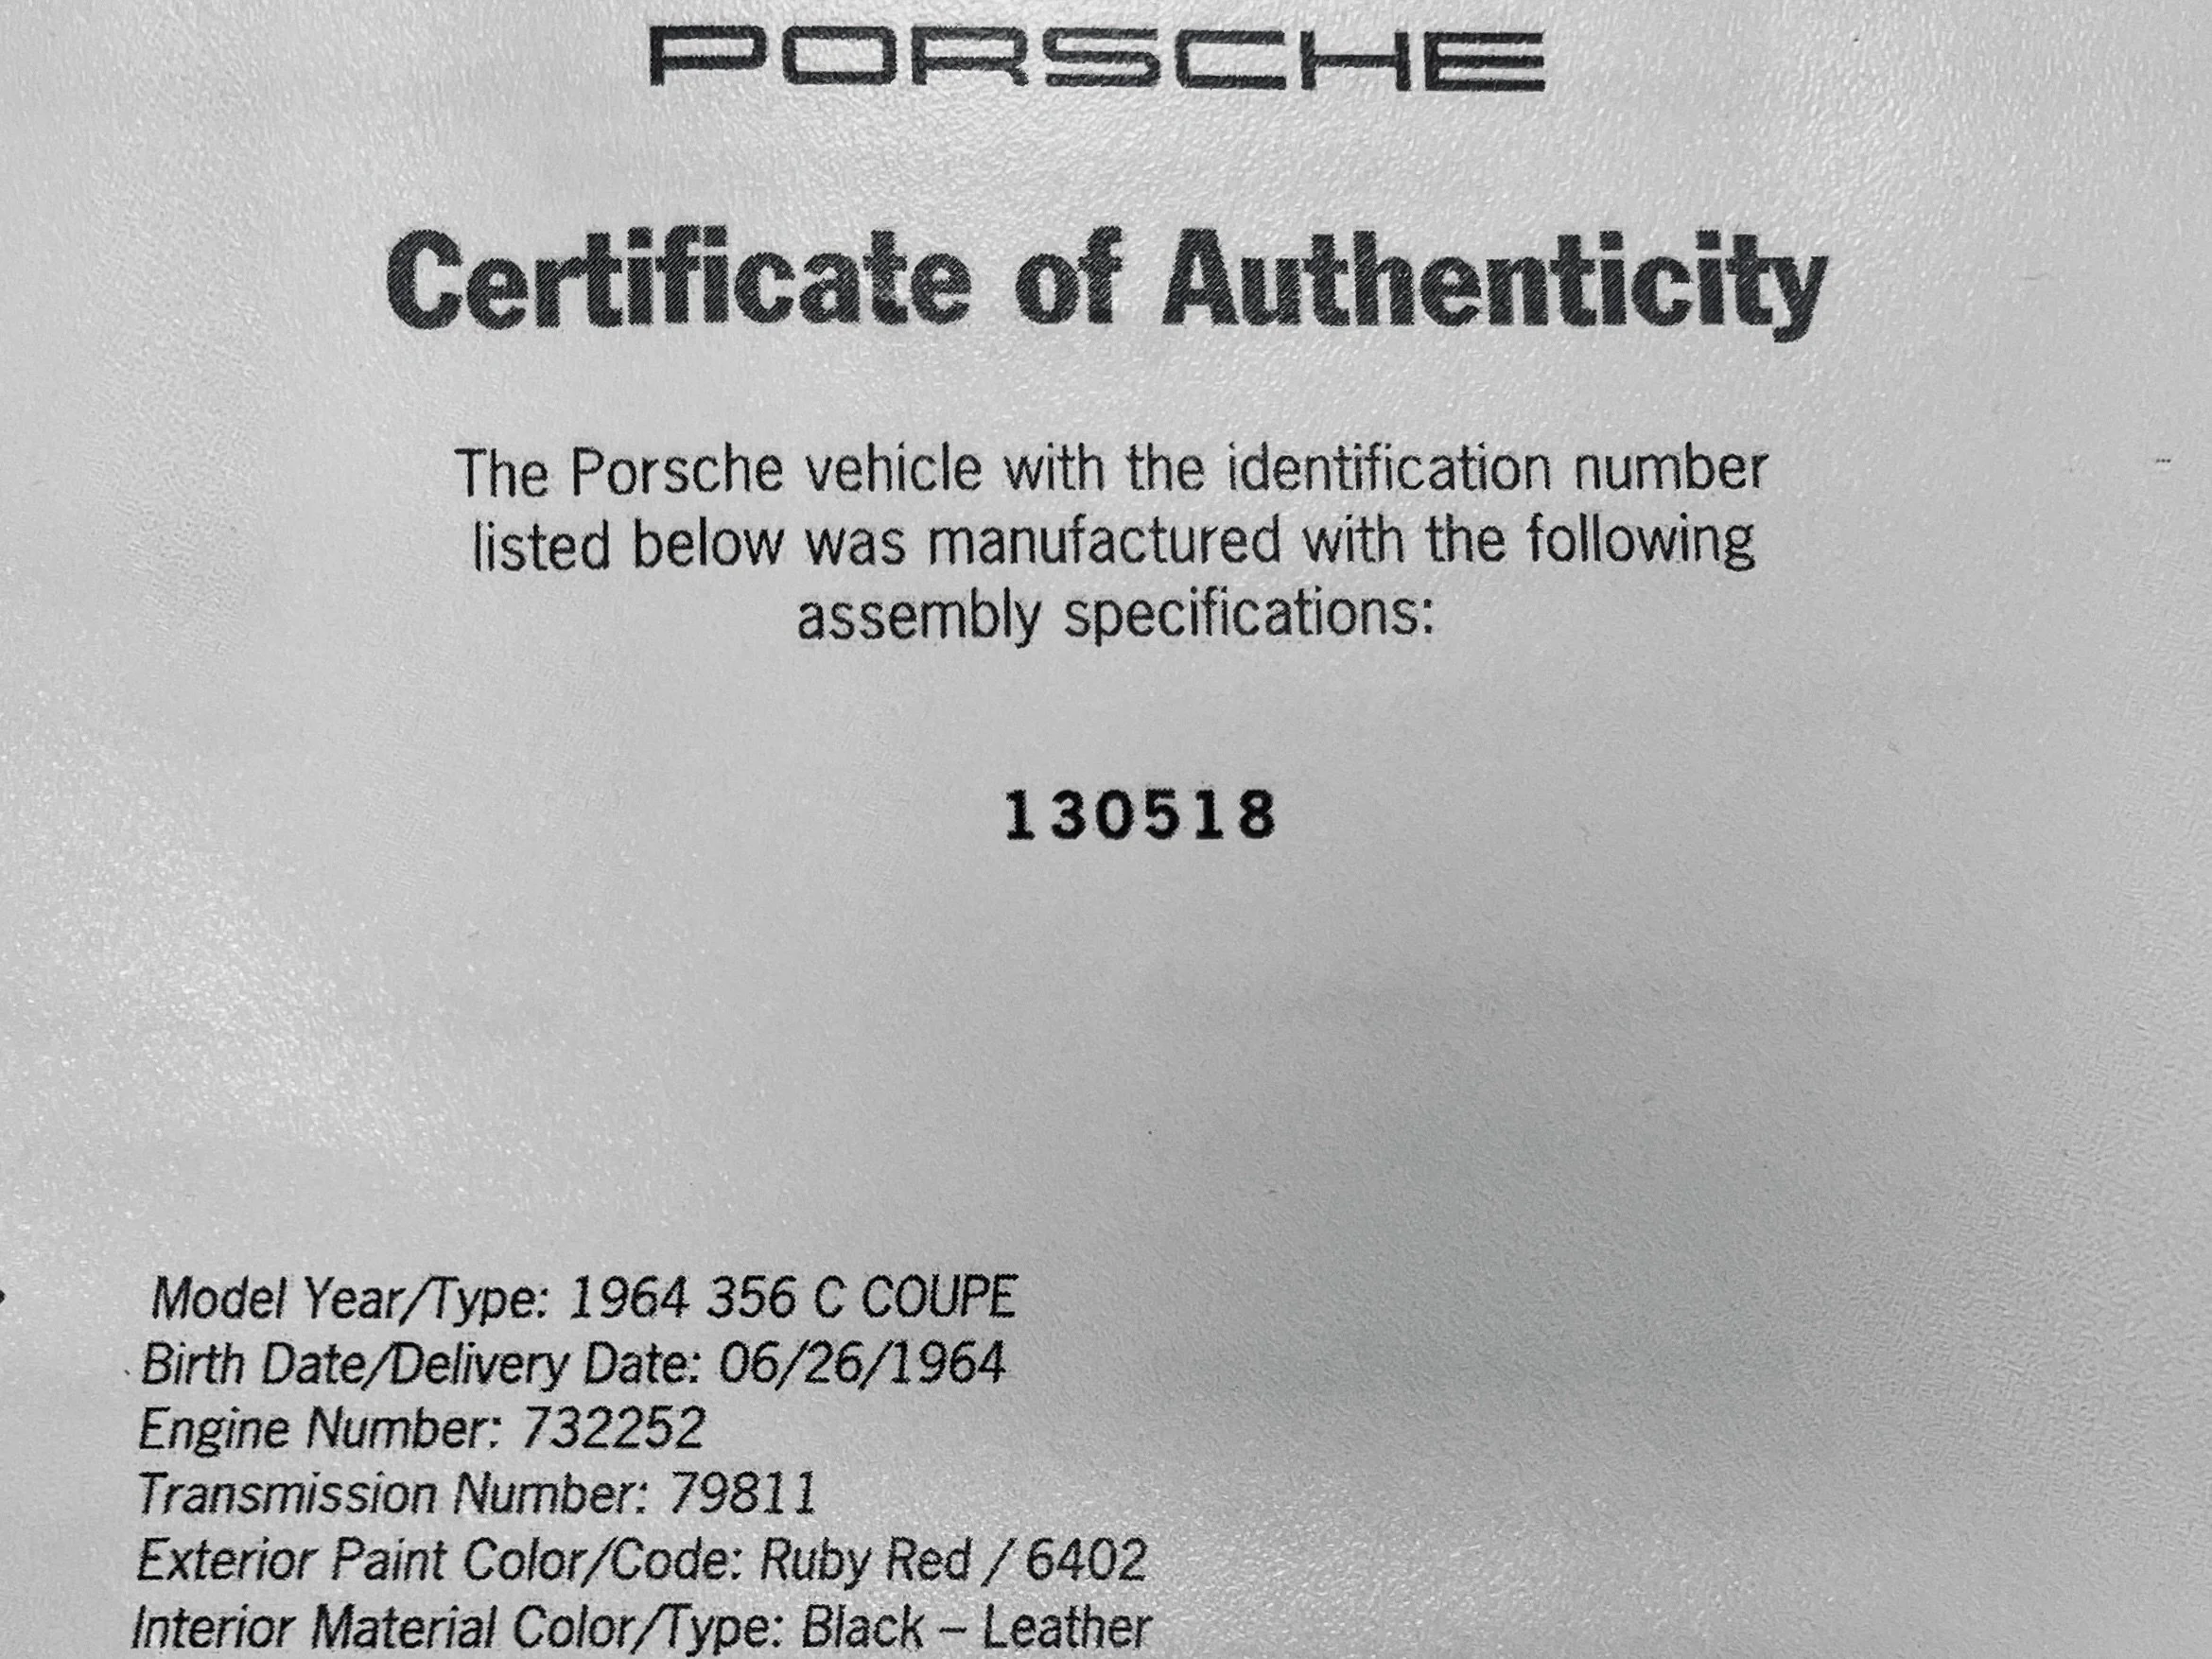 PORSCHE
Certificate of Authenticity
The Porsche vehicle with the identification number
listed below was manufactured with the following
assembly specifications:
130518
Model Year/Type: 1964 356 C COUPE
Birth Date/Delivery Date: 06/26/1964
Engine Number: 732252
Transmission Number: 79811
Exterior Paint Color/Code: Ruby Red / 6402
Interior Material Color/Type: Black – Leather